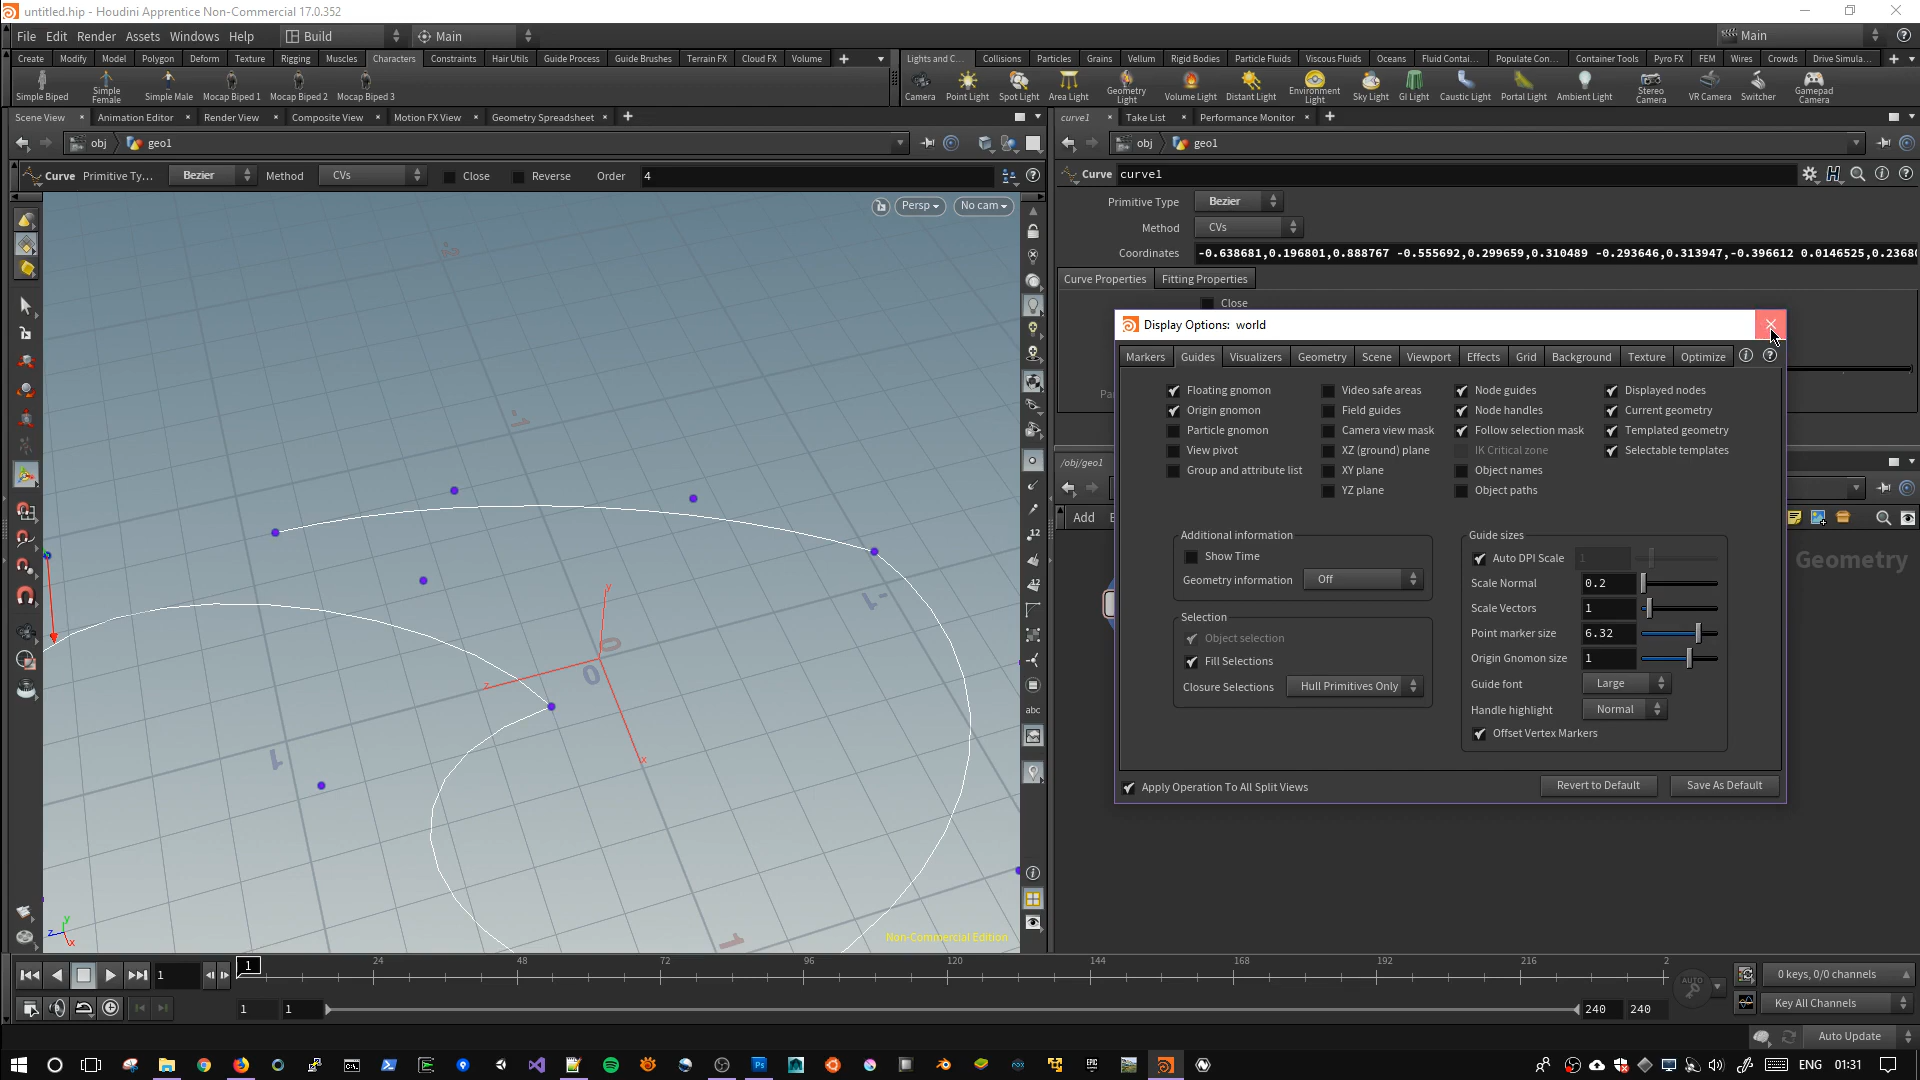 untitled.hip - Houdini Apprentice Non-Commercial 17.0.352
File Edit Render Assets Windows Help Build Main Main
Create Modify Model Polygon Deform Texture Rigging Muscles Characters Constraints Hair Utils Guide Process Guide Brushes Terrain FX Cloud FX Volume
Lights and C... Collisions Particles Grains Vellum Rigid Bodies Particle Fluids Viscous Fluids Oceans Fluid Contai... Populate Con... Container Tools Pyro FX FEM Wires Crowds Drive Simula...
Simple Biped Simple Female Simple Male Mocap Biped 1 Mocap Biped 2 Mocap Biped 3
Camera Point Light Spot Light Area Light Geometry Light Volume Light Distant Light Environment Light Sky Light GI Light Caustic Light Portal Light Ambient Light Stereo Camera VR Camera Switcher Gamepad Camera
Scene View Animation Editor Render View Composite View Motion FX View Geometry Spreadsheet
curve1 Take List Performance Monitor
obj geo1
obj geo1
Curve Primitive Ty... Bezier Method CVs Close Reverse Order 4
Curve curve1
Persp No cam
Primitive Type Bezier
Method CVs
Coordinates -0.638681,0.196801,0.888767 -0.555692,0.299659,0.310489 -0.293646,0.313947,-0.396612 0.0146525,0.2368
Curve Properties Fitting Properties
Close
Display Options: world
Markers Guides Visualizers Geometry Scene Viewport Effects Grid Background Texture Optimize
Floating gnomon Video safe areas Node guides Displayed nodes
Origin gnomon Field guides Node handles Current geometry
Particle gnomon Camera view mask Follow selection mask Templated geometry
View pivot XZ (ground) plane IK Critical zone Selectable templates
Group and attribute list XY plane Object names
YZ plane Object paths
Additional information Guide sizes
Show Time Auto DPI Scale 1
Geometry information Off Scale Normal 0.2
Scale Vectors 1
Selection Point marker size 6.32
Object selection
Fill Selections Origin Gnomon size 1
Closure Selections Hull Primitives Only Guide font Large
Handle highlight Normal
Offset Vertex Markers
Apply Operation To All Split Views Revert to Default Save As Default
Pa
/obj/geo1
Add E
Geometry
12
12
abc
-1
-1
0
0
1
1
y
z
x
y
z
x
Non-Commercial Edition
1 1 24 48 72 96 120 144 168 192 216 2
AUTO
0 keys, 0/0 channels
1 1 240 240
Key All Channels
Auto Update
ENG 01:31